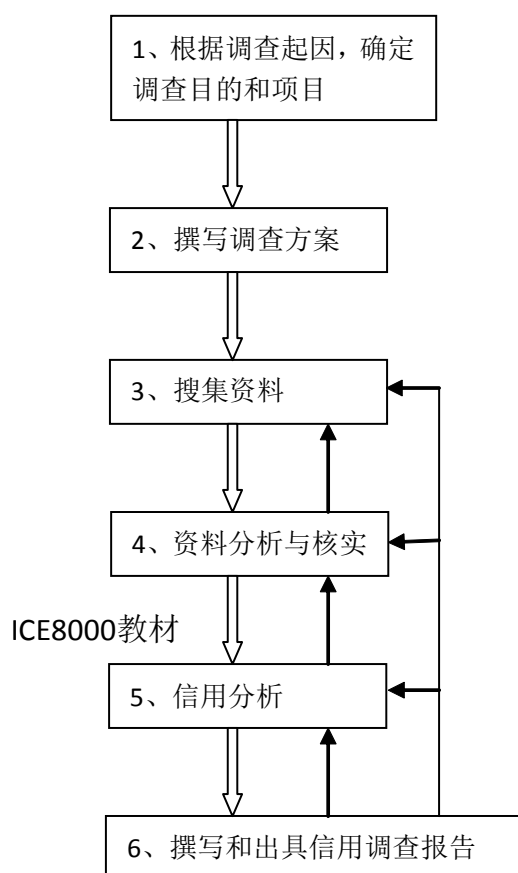 1、根据调查起因，确定
调查目的和项目
2、撰写调查方案
3、搜集资料
4、资料分析与核实
ICE8000教材
5、信用分析
6、撰写和出具信用调查报告